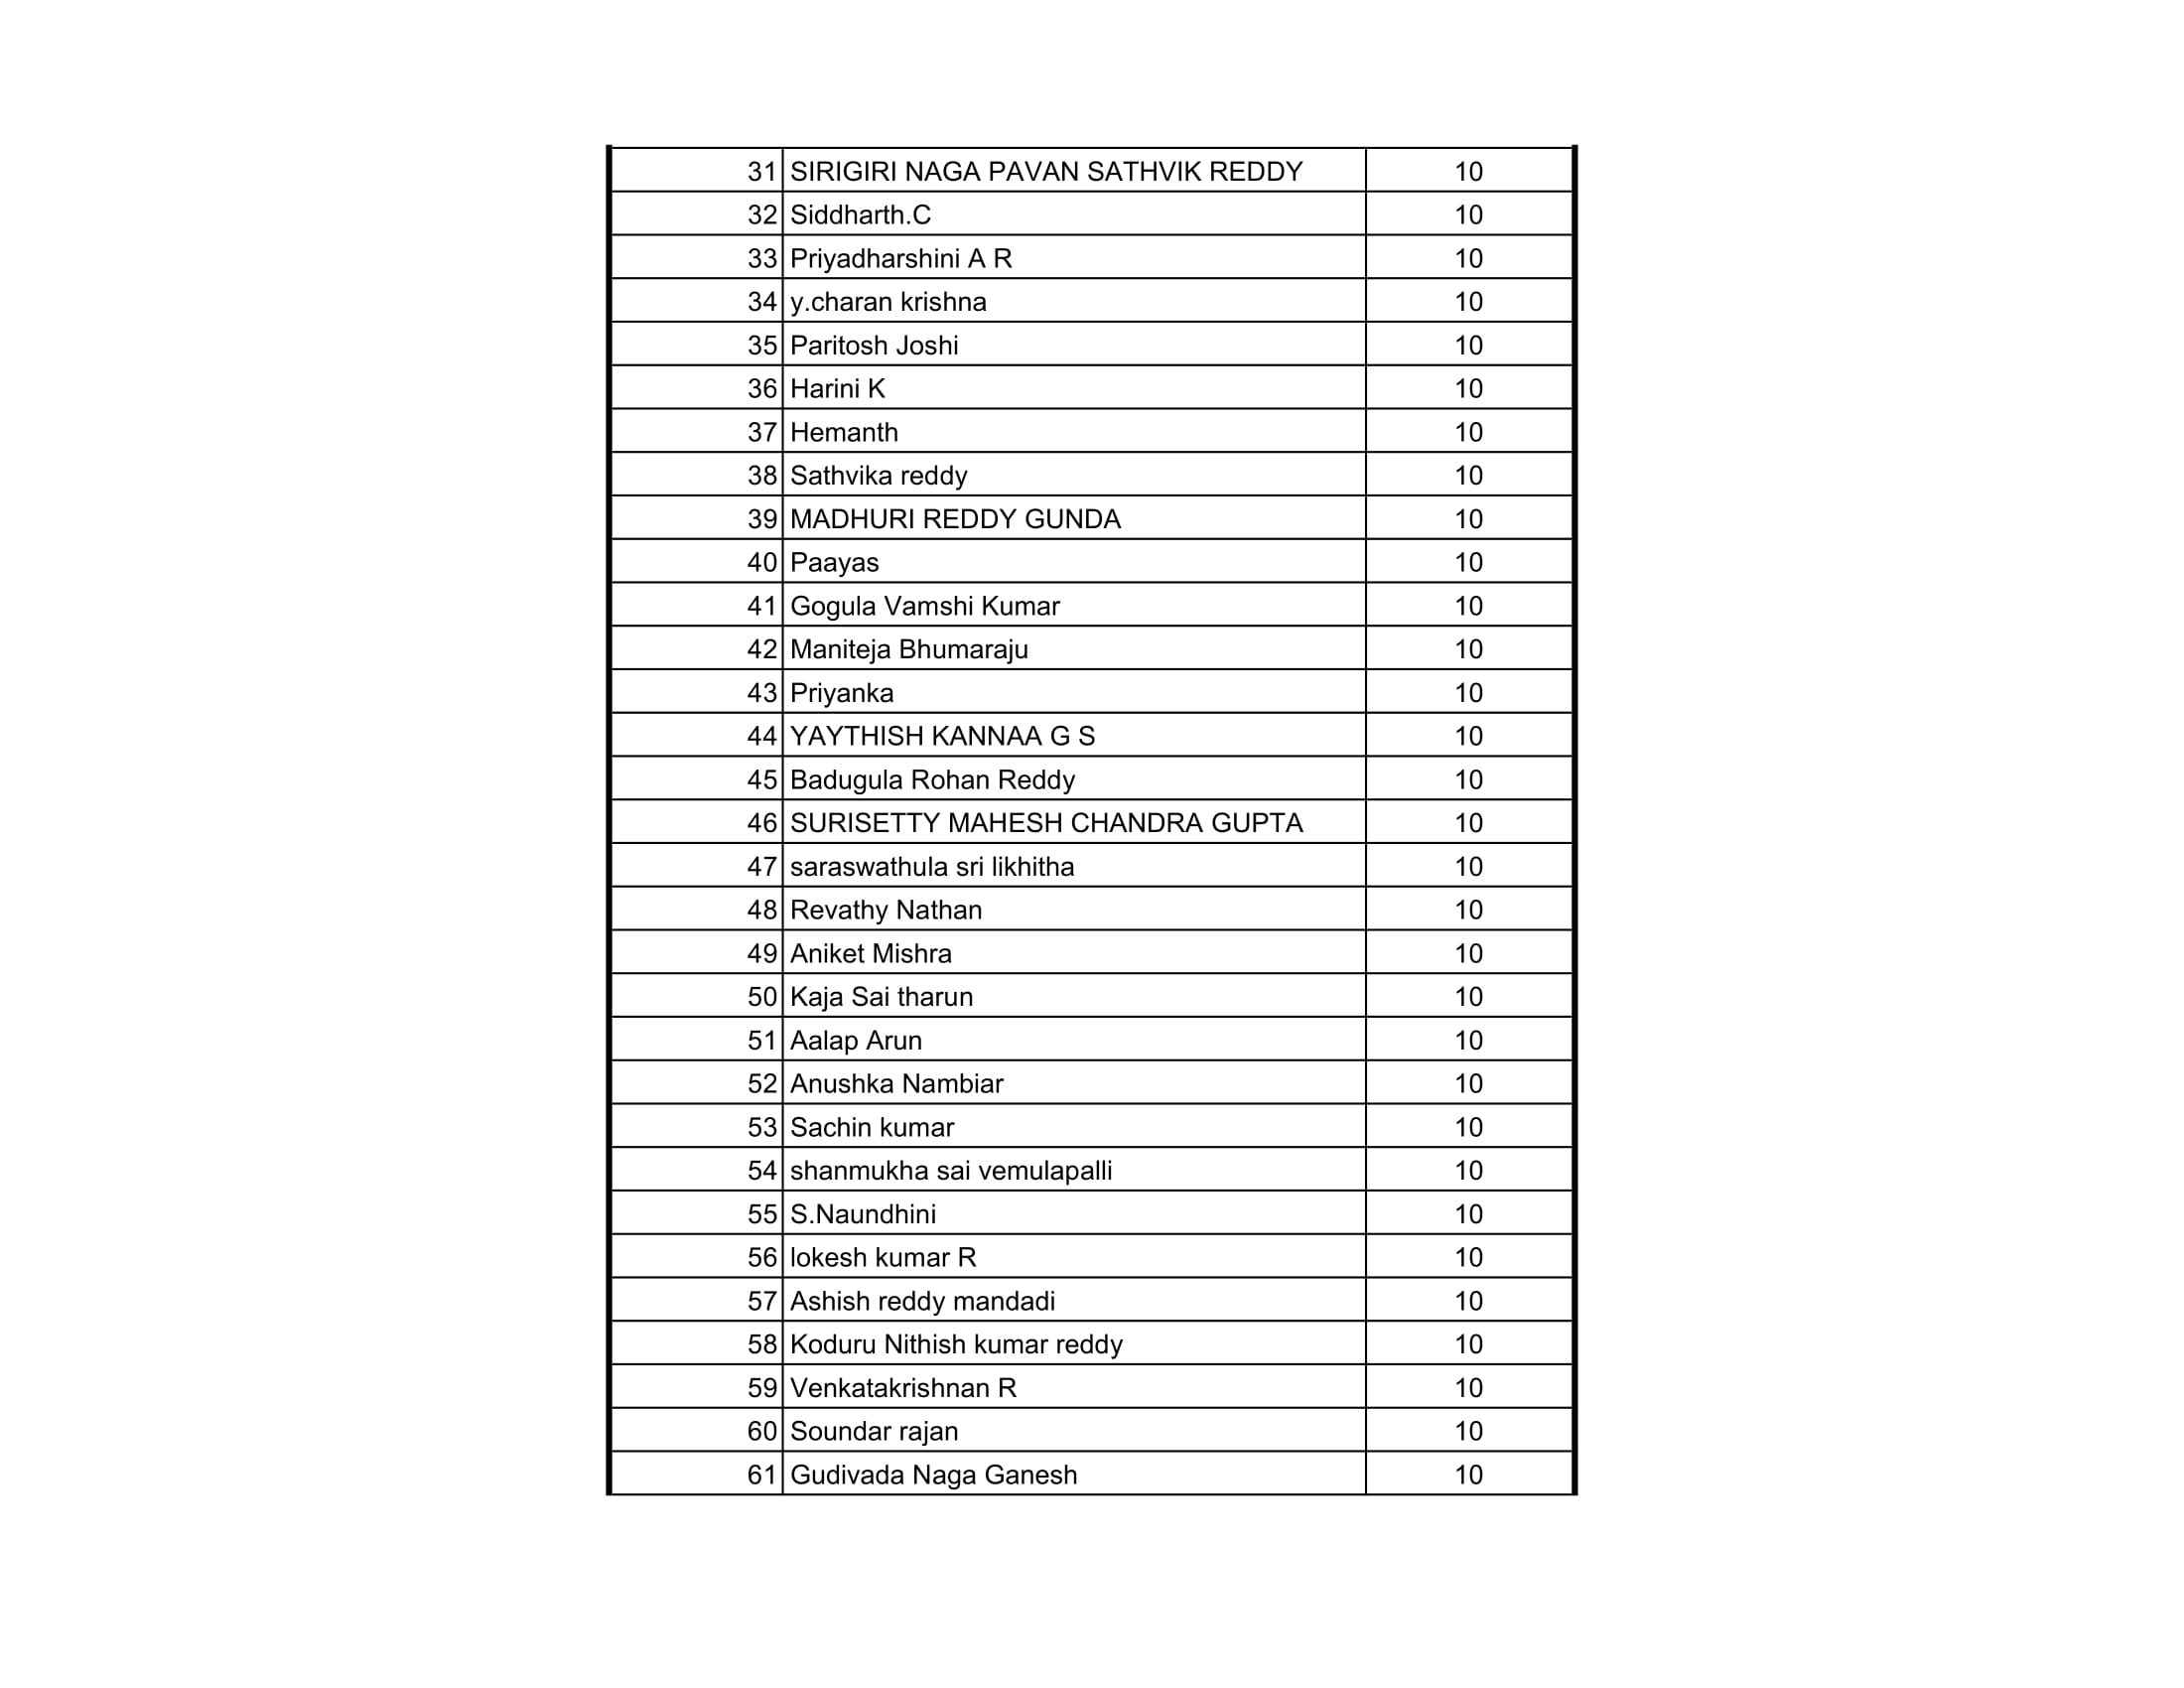 31 SIRIGIRI NAGA PAVAN SATHVIK REDDY 10
32 Siddharth.C 10
33 Priyadharshini A R 10
34 y.charan krishna 10
35 Paritosh Joshi 10
36 Harini K 10
37 Hemanth 10
38 Sathvika reddy 10
39 MADHURI REDDY GUNDA 10
40 Paayas 10
41 Gogula Vamshi Kumar 10
42 Maniteja Bhumaraju 10
43 Priyanka 10
44 YAYTHISH KANNAA G S 10
45 Badugula Rohan Reddy 10
46 SURISETTY MAHESH CHANDRA GUPTA 10
47 saraswathula sri likhitha 10
48 Revathy Nathan 10
49 Aniket Mishra 10
50 Kaja Sai tharun 10
51 Aalap Arun 10
52 Anushka Nambiar 10
53 Sachin kumar 10
54 shanmukha sai vemulapalli 10
55 S.Naundhini 10
56 lokesh kumar R 10
57 Ashish reddy mandadi 10
58 Koduru Nithish kumar reddy 10
59 Venkatakrishnan R 10
60 Soundar rajan 10
61 Gudivada Naga Ganesh 10